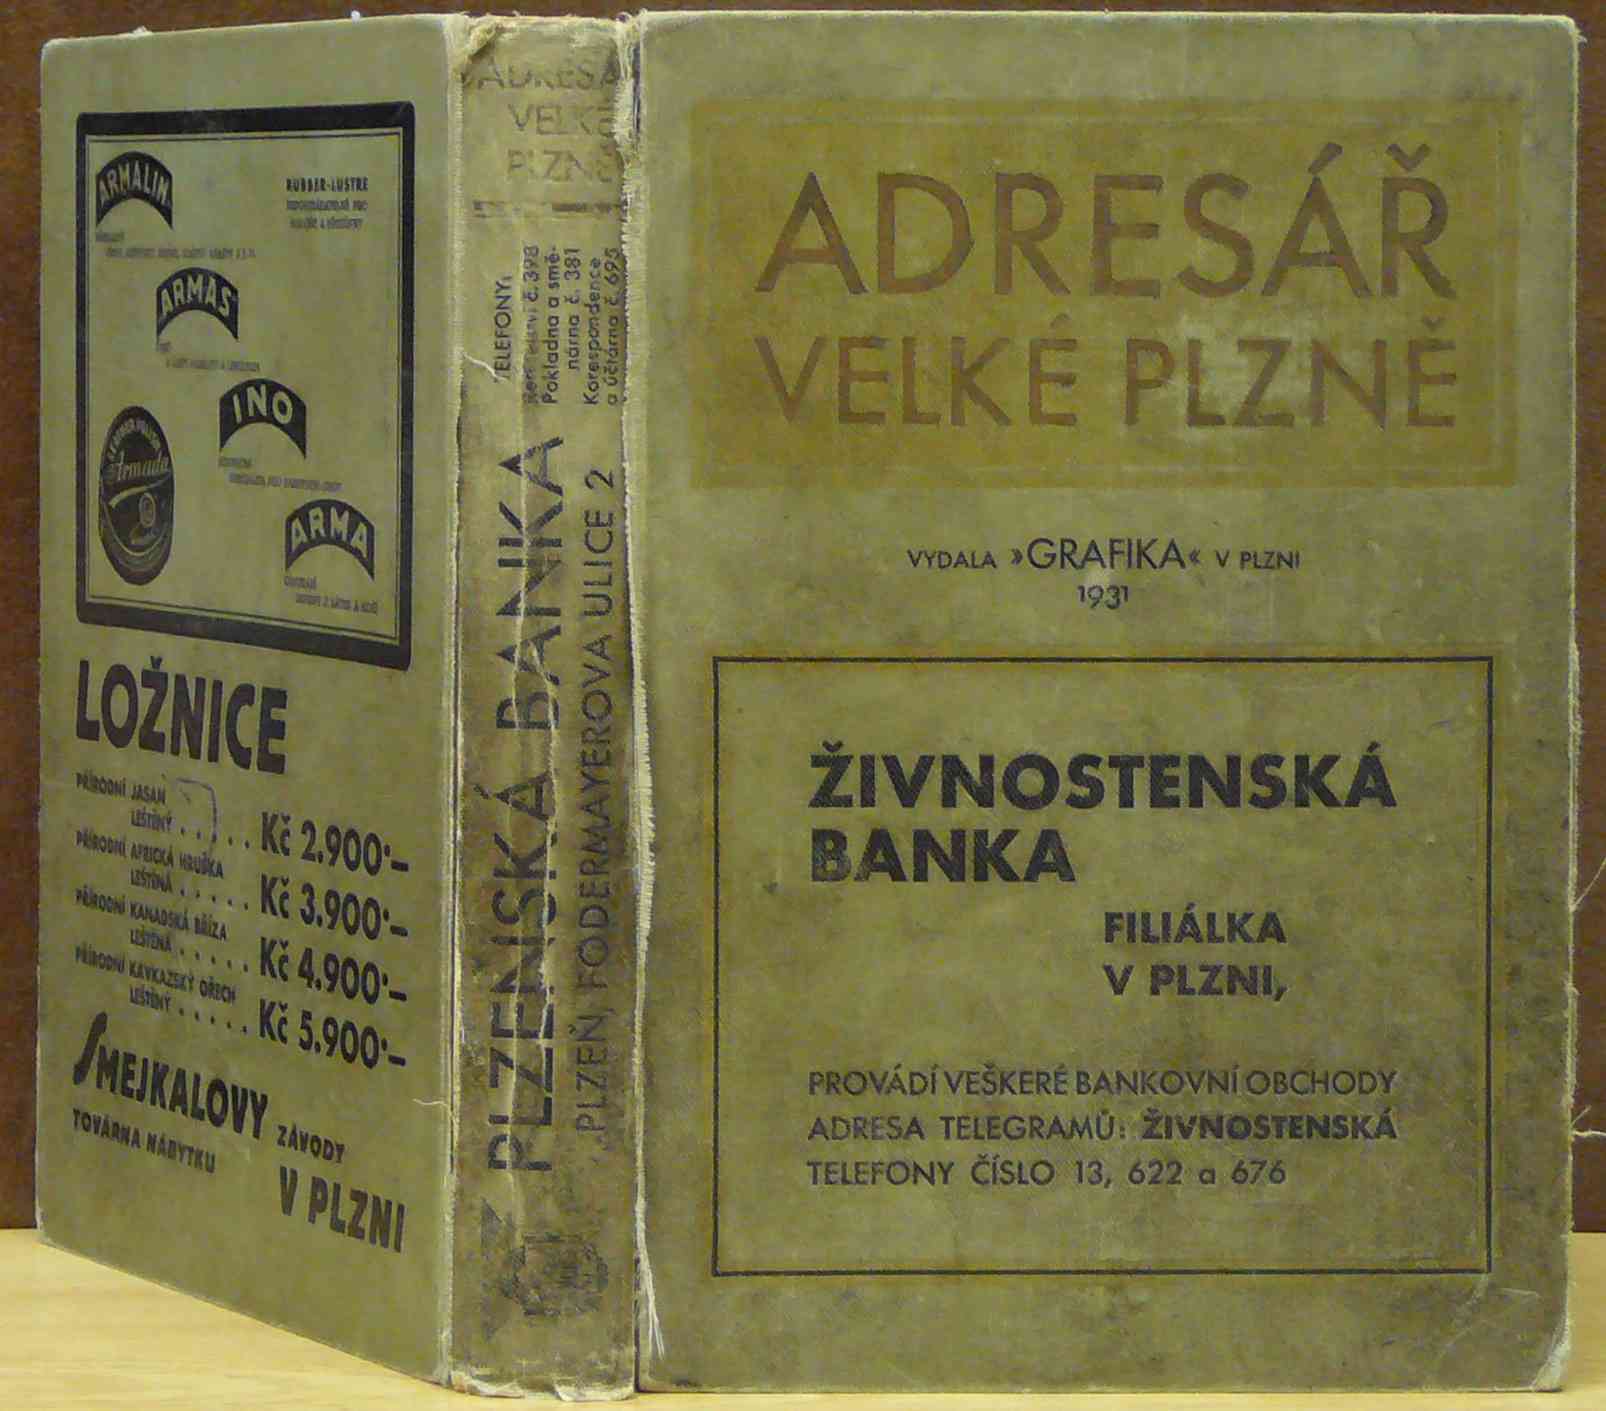 ADRESÁŘ
VELKÉ PLZNĚ
VYDALA »GRAFIKA« V PLZNI
1931
ŽIVNOSTENSKÁ
BANKA
FILIÁLKA
V PLZNI,
PROVÁDÍ VEŠKERÉ BANKOVNÍ OBCHODY
ADRESA TELEGRAMŮ: ŽIVNOSTENSKÁ
TELEFONY ČÍSLO 13, 622 a 676
VELKÉ
PLZNĚ
TELEFONY:
č. 393
Pokladna a smě-
nárna č. 381
Korespondence
a účtárna č. 695
PLZEŇSKÁ BANKA
PLZEŇ, FODERMAYEROVA ULICE 2
ARMALIN
RUBBER-LUSTRE
ARMAS
INO
Armada
ARMA
LOŽNICE
PŘÍRODNÍ JASAN
LEŠTĚNÝ . . . . . Kč 2.900·–
PŘÍRODNÍ AFRICKÁ HRUŠKA
LEŠTĚNÁ . . . . . Kč 3.900·–
PŘÍRODNÍ KANADSKÁ BŘÍZA
LEŠTĚNÁ . . . . . Kč 4.900·–
PŘÍRODNÍ KAVKAZSKÝ OŘECH
LEŠTĚNÝ . . . . . Kč 5.900·–
SMEJKALOVY ZÁVODY
TOVÁRNA NÁBYTKU
V PLZNI